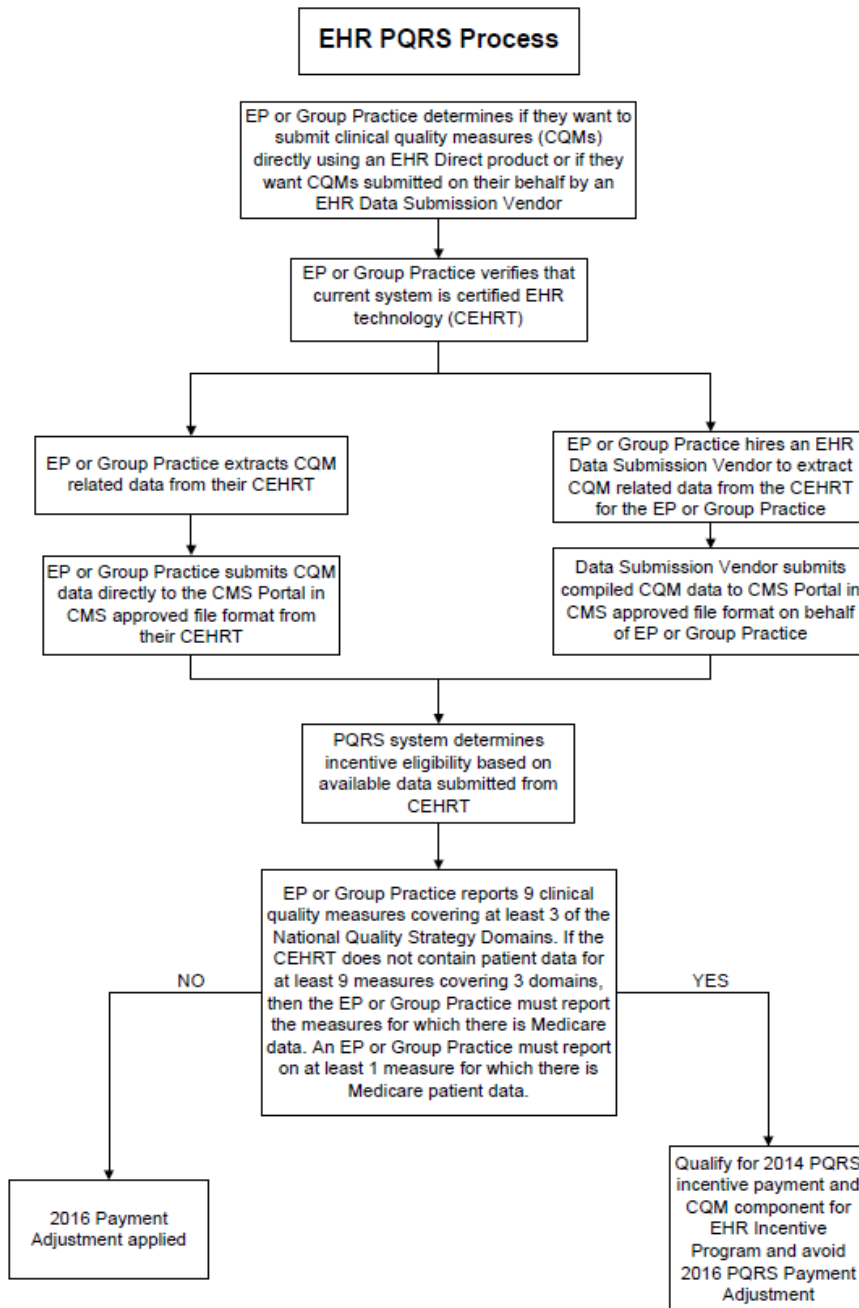 EHR PQRS Process
EP or Group Practice determines if they want to
submit clinical quality measures (CQMs)
directly using an EHR Direct product or if they
want CQMs submitted on their behalf by an
EHR Data Submission Vendor
EP or Group Practice verifies that
current system is certified EHR
technology (CEHRT)
EP or Group Practice extracts CQM
related data from their CEHRT
EP or Group Practice hires an EHR
Data Submission Vendor to extract
CQM related data from the CEHRT
for the EP or Group Practice
EP or Group Practice submits CQM
data directly to the CMS Portal in
CMS approved file format from
their CEHRT
Data Submission Vendor submits
compiled CQM data to CMS Portal in
CMS approved file format on behalf
of EP or Group Practice
PQRS system determines
incentive eligibility based on
available data submitted from
CEHRT
EP or Group Practice reports 9 clinical
quality measures covering at least 3 of the
National Quality Strategy Domains. If the
CEHRT does not contain patient data for
at least 9 measures covering 3 domains,
then the EP or Group Practice must report
the measures for which there is Medicare
data. An EP or Group Practice must report
on at least 1 measure for which there is
Medicare patient data.
NO
YES
2016 Payment
Adjustment applied
Qualify for 2014 PQRS
incentive payment and
CQM component for
EHR Incentive
Program and avoid
2016 PQRS Payment
Adjustment